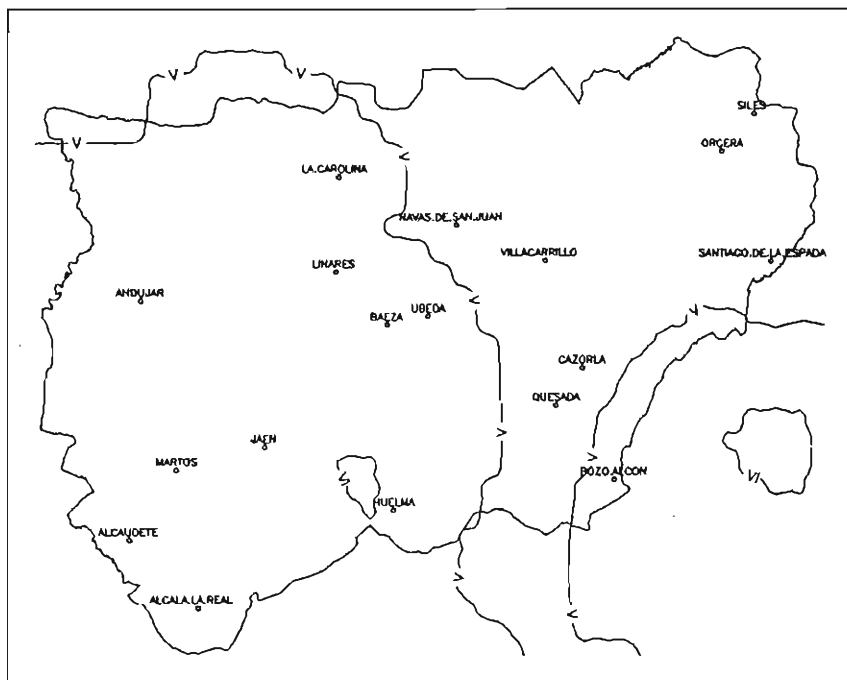 V
V
V
SILES
ORCERA
V
LA.CAROLINA
NAVAS.DE.SAN.JUAN
VILLACARRILLO
SANTIAGO.DE.LA.ESPADA
LINARES
ANDUJAR
V
V
UBEDA
BAEZA
CAZORLA
QUESADA
V
JAEN
MARTOS
V
POZO.ALCON
VI
HUELMA
ALCAUDETE
V
ALCALA.LA.REAL
V